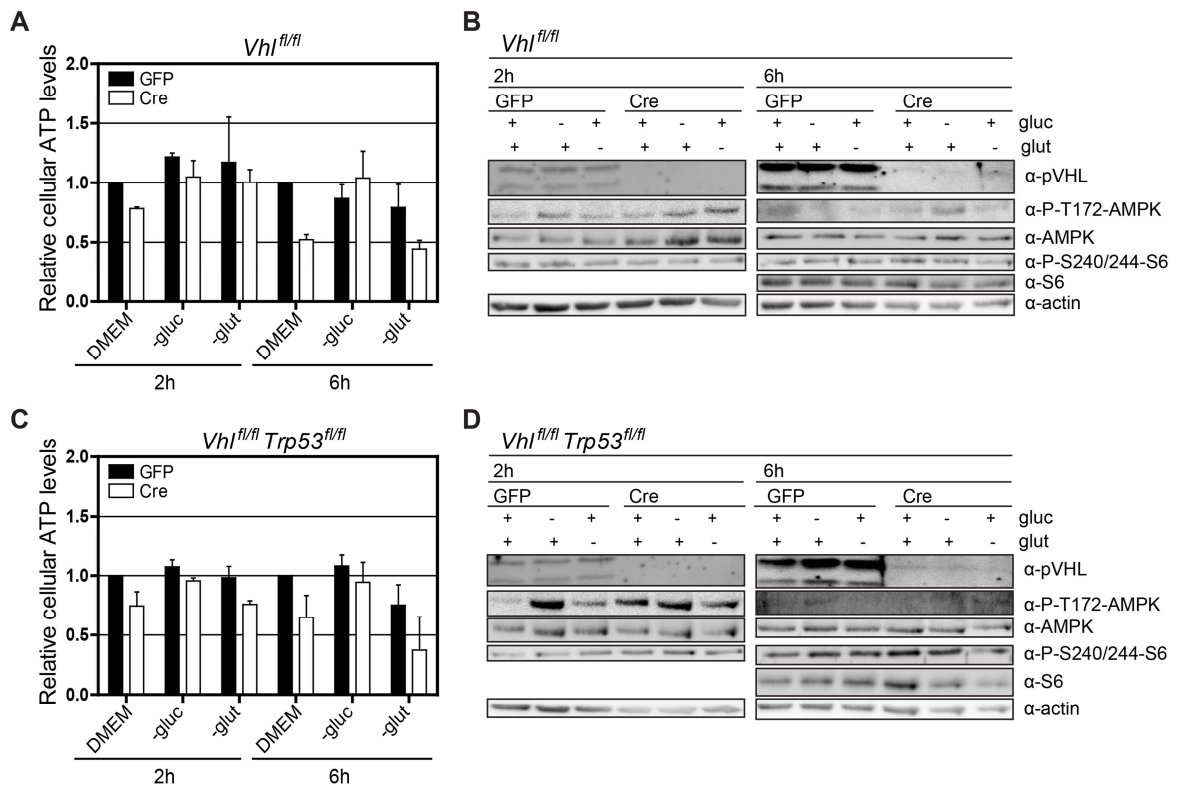 A
Vhl fl/fl
Relative cellular ATP levels
2.0
1.5
1.0
0.5
0.0
GFP
Cre
DMEM -gluc -glut DMEM -gluc -glut
2h 6h
B
Vhl fl/fl
2h 6h
GFP Cre GFP Cre
+ - + + - + + - + + - + gluc
+ + - + + - + + - + + - glut
α-pVHL
α-P-T172-AMPK
α-AMPK
α-P-S240/244-S6
α-S6
α-actin
C
Vhl fl/fl Trp53 fl/fl
Relative cellular ATP levels
2.0
1.5
1.0
0.5
0.0
GFP
Cre
DMEM -gluc -glut DMEM -gluc -glut
2h 6h
D
Vhl fl/fl Trp53 fl/fl
2h 6h
GFP Cre GFP Cre
+ - + + - + + - + + - + gluc
+ + - + + - + + - + + - glut
α-pVHL
α-P-T172-AMPK
α-AMPK
α-P-S240/244-S6
α-S6
α-actin